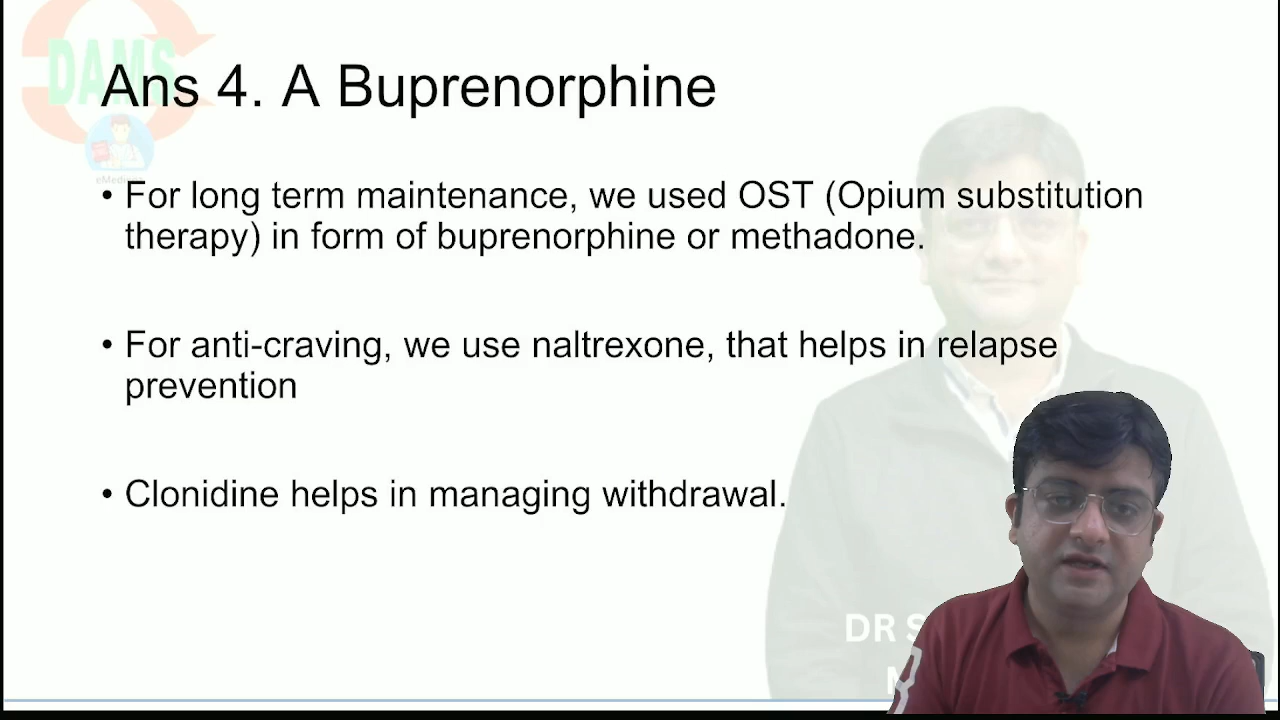 DAMS
Ans 4. A Buprenorphine
• For long term maintenance, we used OST (Opium substitution
therapy) in form of buprenorphine or methadone.
• For anti-craving, we use naltrexone, that helps in relapse
prevention
• Clonidine helps in managing withdrawal.
DR S
M